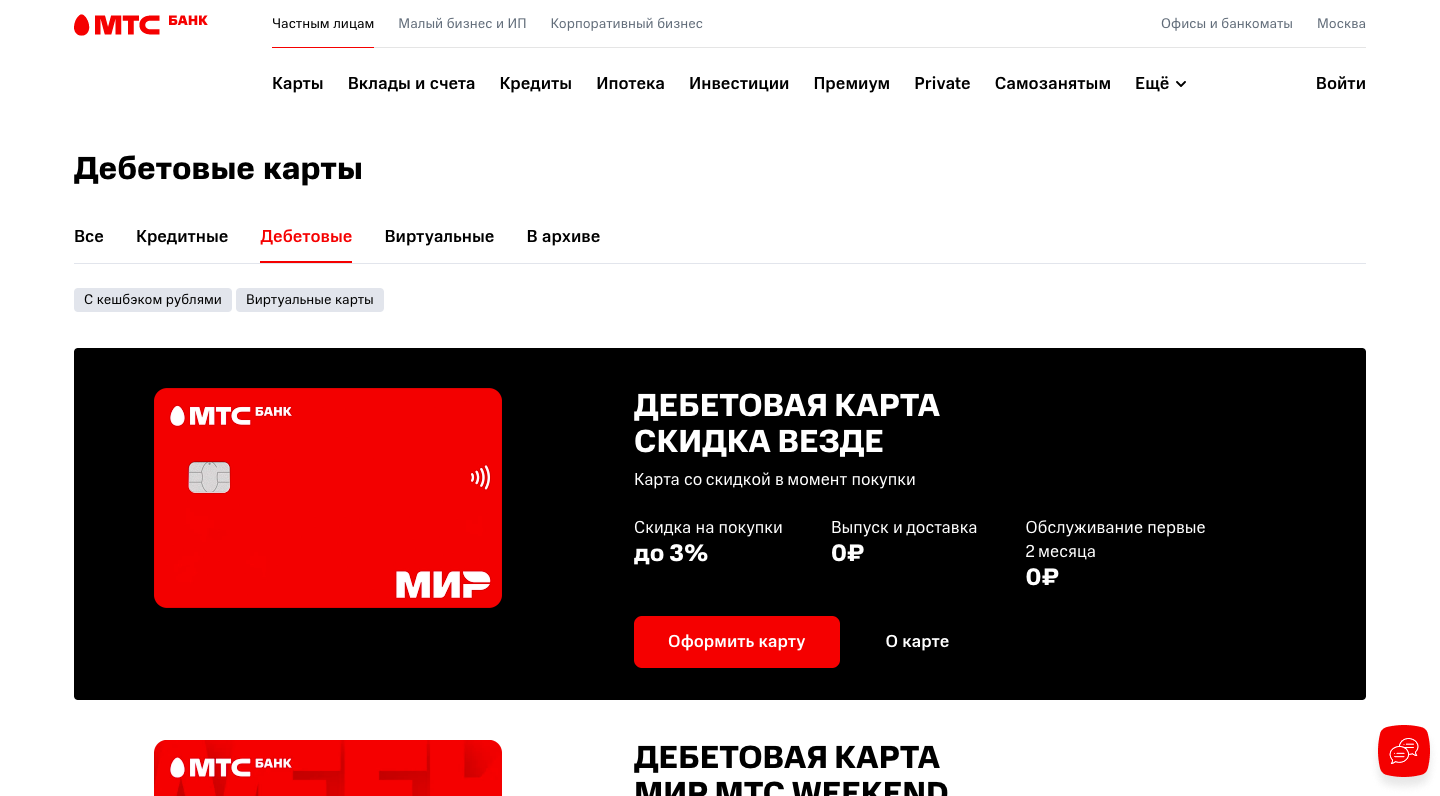 МТС БАНК
Частным лицам
Малый бизнес и ИП
Корпоративный бизнес
Офисы и банкоматы
Москва
Карты
Вклады и счета
Кредиты
Ипотека
Инвестиции
Премиум
Private
Самозанятым
Ещё
Войти
Дебетовые карты
Все
Кредитные
Дебетовые
Виртуальные
В архиве
С кешбэком рублями
Виртуальные карты
МТС БАНК
МИР
ДЕБЕТОВАЯ КАРТА
СКИДКА ВЕЗДЕ
Карта со скидкой в момент покупки
Скидка на покупки
до 3%
Выпуск и доставка
0₽
Обслуживание первые
2 месяца
0₽
Оформить карту
О карте
МТС БАНК
ДЕБЕТОВАЯ КАРТА
МИР МТС WEEKEND